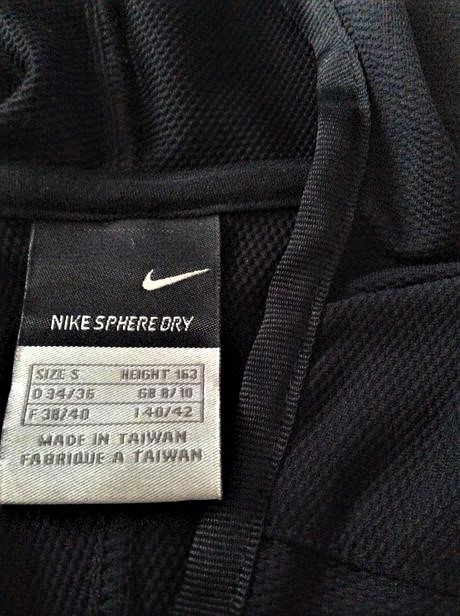 NIKE SPHERE DRY
SIZE S HEIGHT 163
D 34/36 GB 8/10
F 38/40 I 40/42
MADE IN TAIWAN
FABRIQUE A TAIWAN